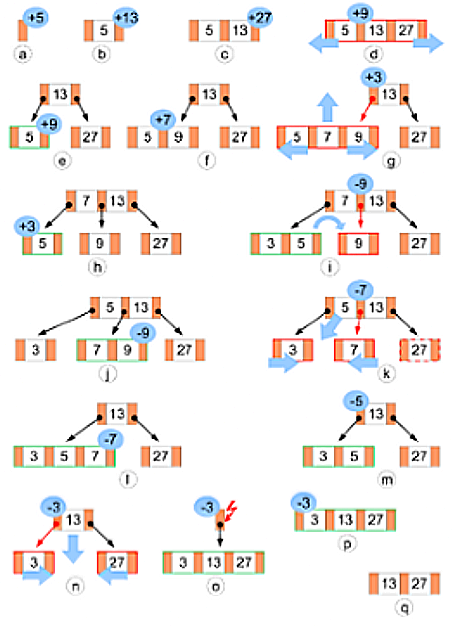 +5 +13 +27 +9
5 5 13 5 13 27
a b c d
+7 +3
13 13 13
+9
5 27 5 9 27 5 7 9 27
e f g
-9
7 13 7 13
+3
5 9 27 3 5 9 27
h i
-7
5 13 5 13
-9
3 7 9 27 3 7 27
j k
-5
13 13
-7
3 5 7 27 3 5 27
l m
-3 -3 -3
13 3 13 27
3 27 3 13 27
n o p
13 27
q